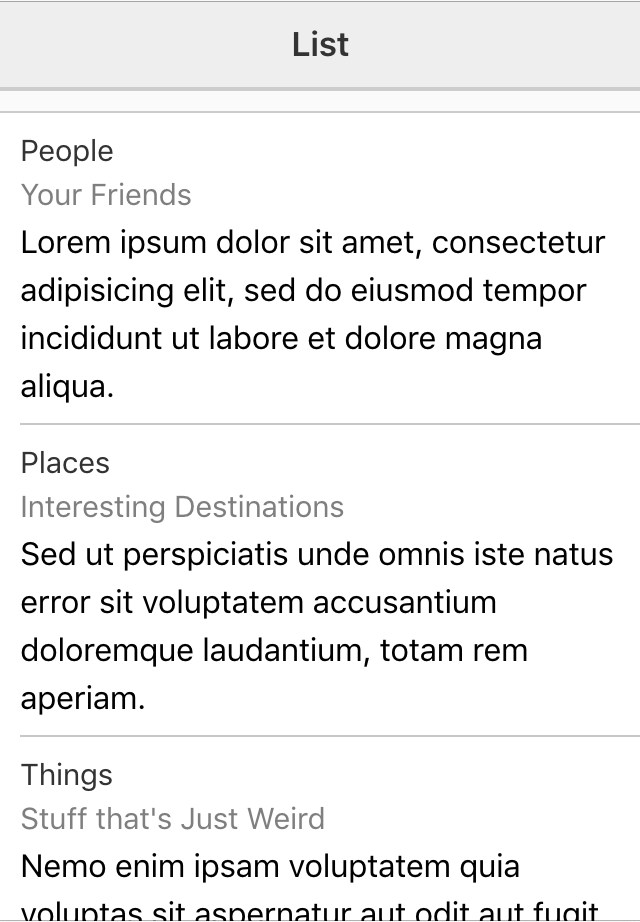 List
People
Your Friends
Lorem ipsum dolor sit amet, consectetur
adipisicing elit, sed do eiusmod tempor
incididunt ut labore et dolore magna
aliqua.
Places
Interesting Destinations
Sed ut perspiciatis unde omnis iste natus
error sit voluptatem accusantium
doloremque laudantium, totam rem
aperiam.
Things
Stuff that's Just Weird
Nemo enim ipsam voluptatem quia
voluptas sit aspernatur aut odit aut fugit